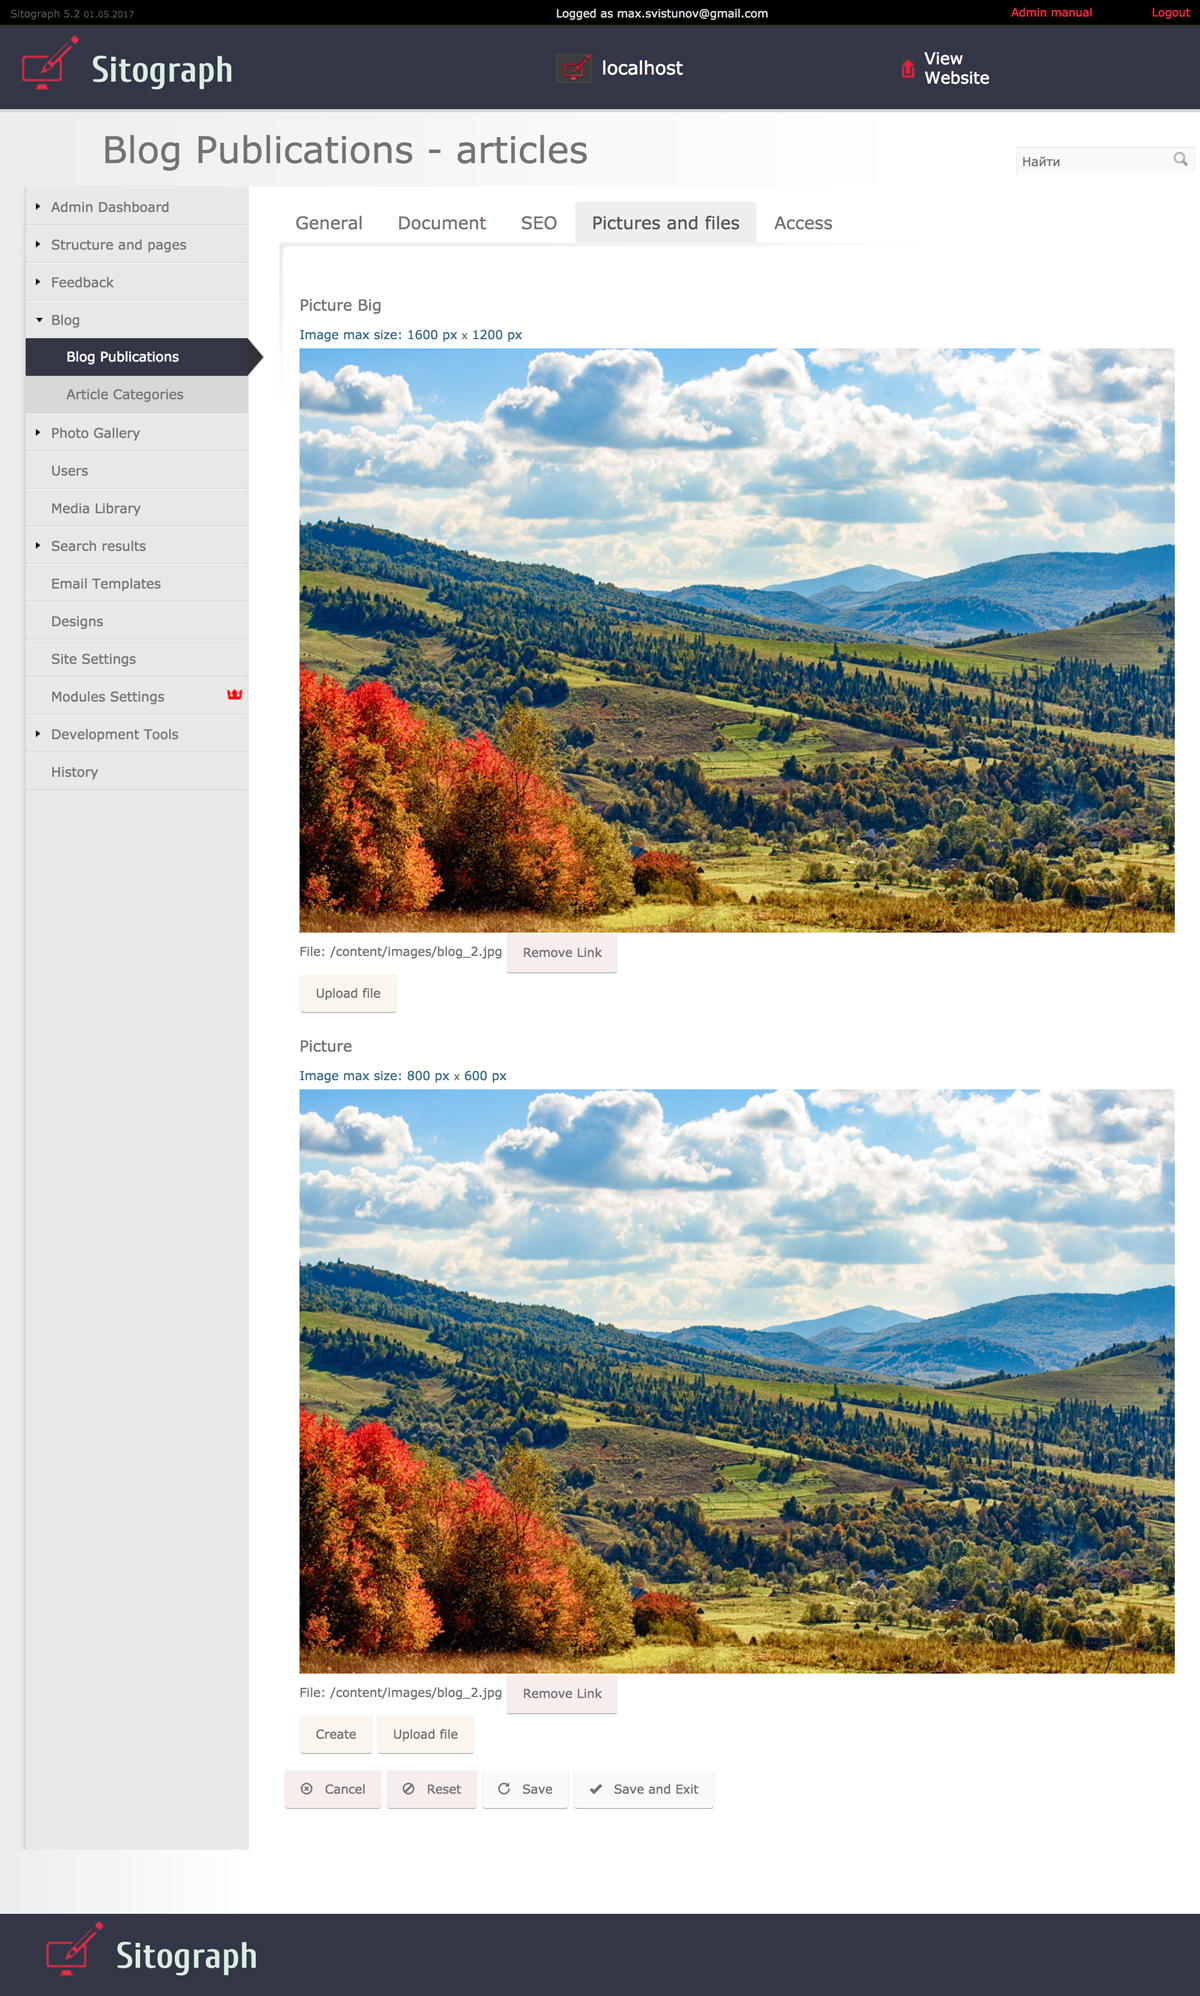 Sitograph 5.2 01.05.2017
Logged as max.svistunov@gmail.com
Admin manual
Logout
Sitograph
localhost
View
Website
Blog Publications - articles
Найти
Admin Dashboard
Structure and pages
Feedback
Blog
Blog Publications
Article Categories
Photo Gallery
Users
Media Library
Search results
Email Templates
Designs
Site Settings
Modules Settings
Development Tools
History
General
Document
SEO
Pictures and files
Access
Picture Big
Image max size: 1600 px x 1200 px
File: /content/images/blog_2.jpg
Remove Link
Upload file
Picture
Image max size: 800 px x 600 px
File: /content/images/blog_2.jpg
Remove Link
Create
Upload file
Cancel
Reset
Save
Save and Exit
Sitograph